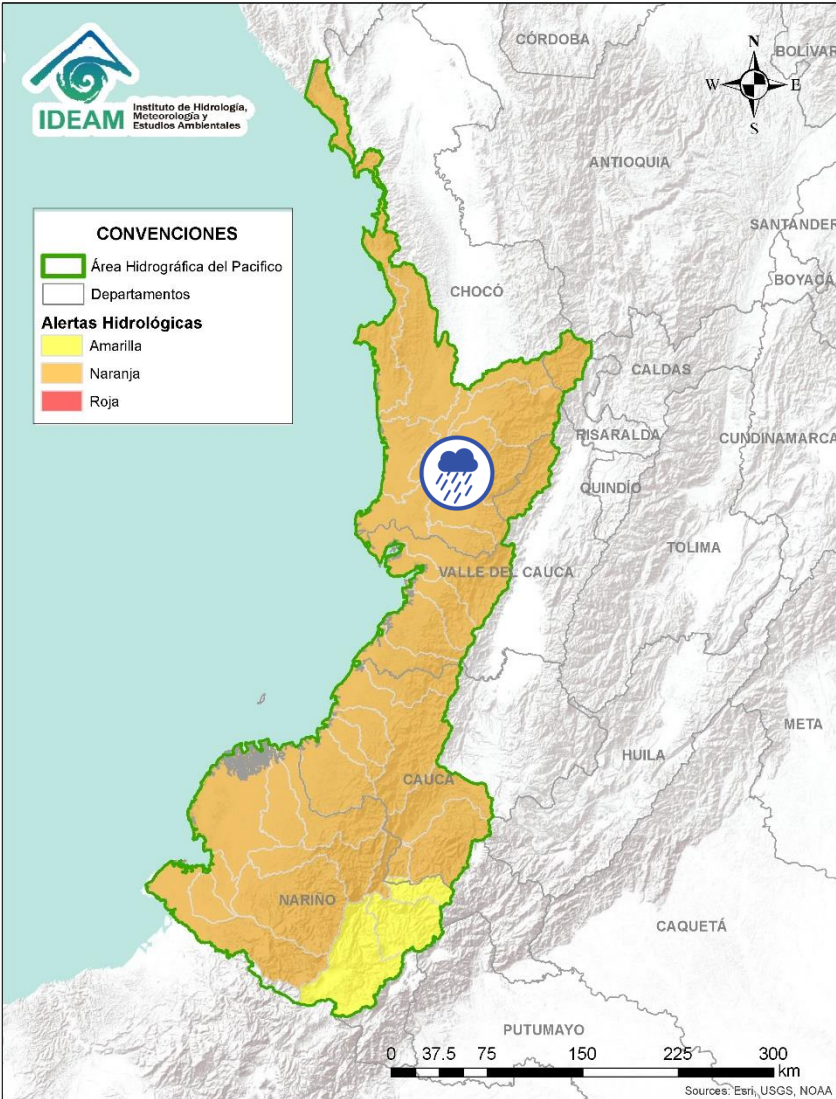 IDEAM
Instituto de Hidrología,
Meteorología y
Estudios Ambientales
N
W
E
S
CÓRDOBA
BOLÍVAR
ANTIOQUIA
SANTANDER
BOYACÁ
CHOCÓ
CALDAS
RISARALDA
CUNDINAMARCA
QUINDÍO
TOLIMA
VALLE DEL CAUCA
META
HUILA
CAUCA
NARIÑO
CAQUETÁ
PUTUMAYO
CONVENCIONES
Área Hidrográfica del Pacifico
Departamentos
Alertas Hidrológicas
Amarilla
Naranja
Roja
0 37.5 75 150 225 300
km
Sources: Esri, USGS, NOAA